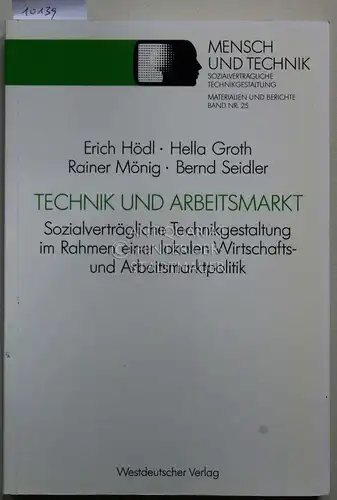 10139
MENSCH
UND TECHNIK
SOZIALVERTRÄGLICHE
TECHNIKGESTALTUNG
MATERIALIEN UND BERICHTE
BAND NR. 25
Erich Hödl · Hella Groth
Rainer Mönig · Bernd Seidler
TECHNIK UND ARBEITSMARKT
Sozialverträgliche Technikgestaltung
im Rahmen einer lokalen Wirtschafts-
und Arbeitsmarktpolitik
Westdeutscher Verlag